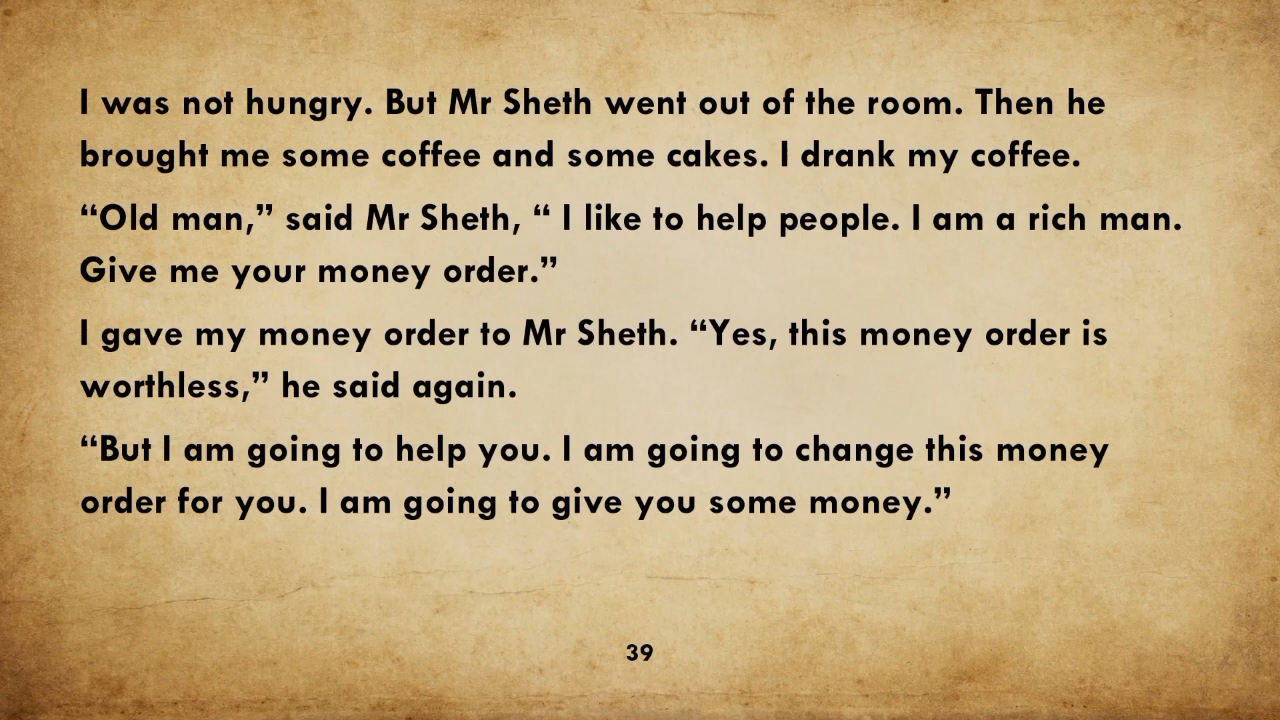 I was not hungry. But Mr Sheth went out of the room. Then he
brought me some coffee and some cakes. I drank my coffee.
“Old man,” said Mr Sheth, “ I like to help people. I am a rich man.
Give me your money order.”
I gave my money order to Mr Sheth. “Yes, this money order is
worthless,” he said again.
“But I am going to help you. I am going to change this money
order for you. I am going to give you some money.”
39